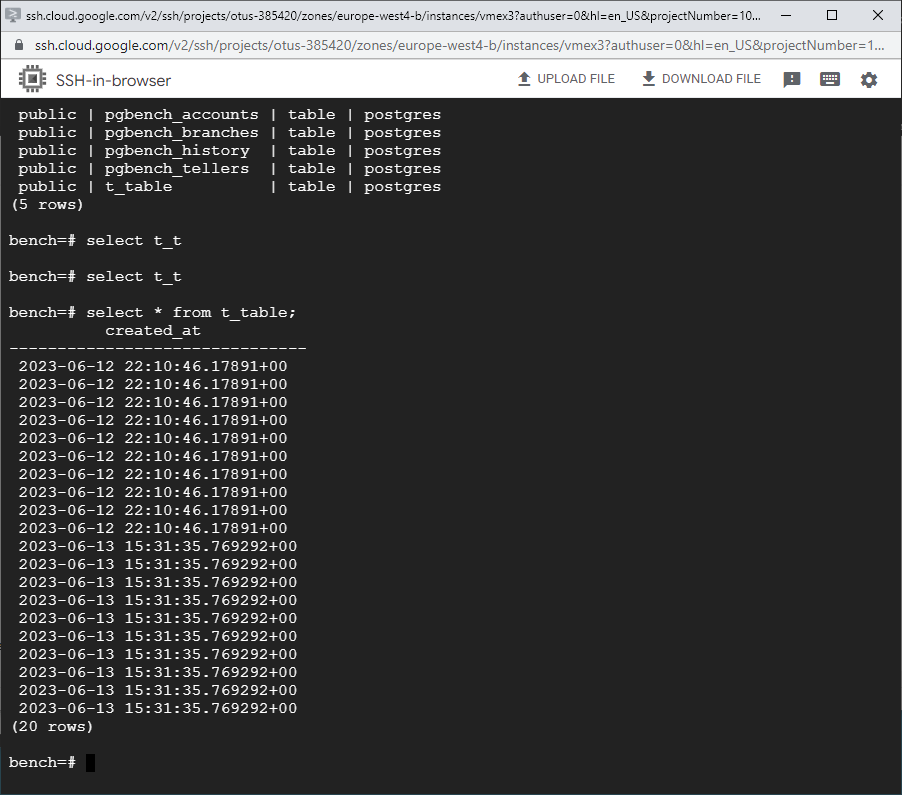 ssh.cloud.google.com/v2/ssh/projects/otus-385420/zones/europe-west4-b/instances/vmex3?authuser=0&hl=en_US&projectNumber=10...
ssh.cloud.google.com/v2/ssh/projects/otus-385420/zones/europe-west4-b/instances/vmex3?authuser=0&hl=en_US&projectNumber=1...
SSH-in-browser UPLOAD FILE DOWNLOAD FILE
public | pgbench_accounts | table | postgres
public | pgbench_branches | table | postgres
public | pgbench_history  | table | postgres
public | pgbench_tellers  | table | postgres
public | t_table          | table | postgres
(5 rows)
bench=# select t_t
bench=# select t_t
bench=# select * from t_table;
created_at
-------------------------------
2023-06-12 22:10:46.17891+00
2023-06-12 22:10:46.17891+00
2023-06-12 22:10:46.17891+00
2023-06-12 22:10:46.17891+00
2023-06-12 22:10:46.17891+00
2023-06-12 22:10:46.17891+00
2023-06-12 22:10:46.17891+00
2023-06-12 22:10:46.17891+00
2023-06-12 22:10:46.17891+00
2023-06-12 22:10:46.17891+00
2023-06-13 15:31:35.769292+00
2023-06-13 15:31:35.769292+00
2023-06-13 15:31:35.769292+00
2023-06-13 15:31:35.769292+00
2023-06-13 15:31:35.769292+00
2023-06-13 15:31:35.769292+00
2023-06-13 15:31:35.769292+00
2023-06-13 15:31:35.769292+00
2023-06-13 15:31:35.769292+00
2023-06-13 15:31:35.769292+00
(20 rows)
bench=#